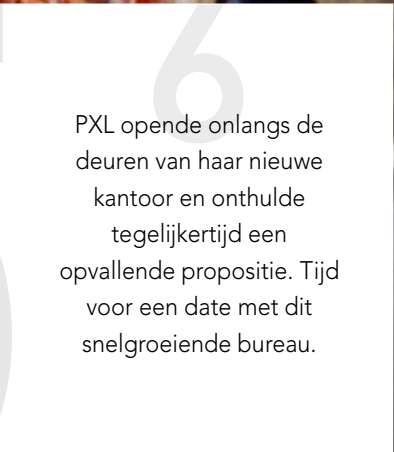 6
PXL opende onlangs de
deuren van haar nieuwe
kantoor en onthulde
tegelijkertijd een
opvallende propositie. Tijd
voor een date met dit
snelgroeiende bureau.